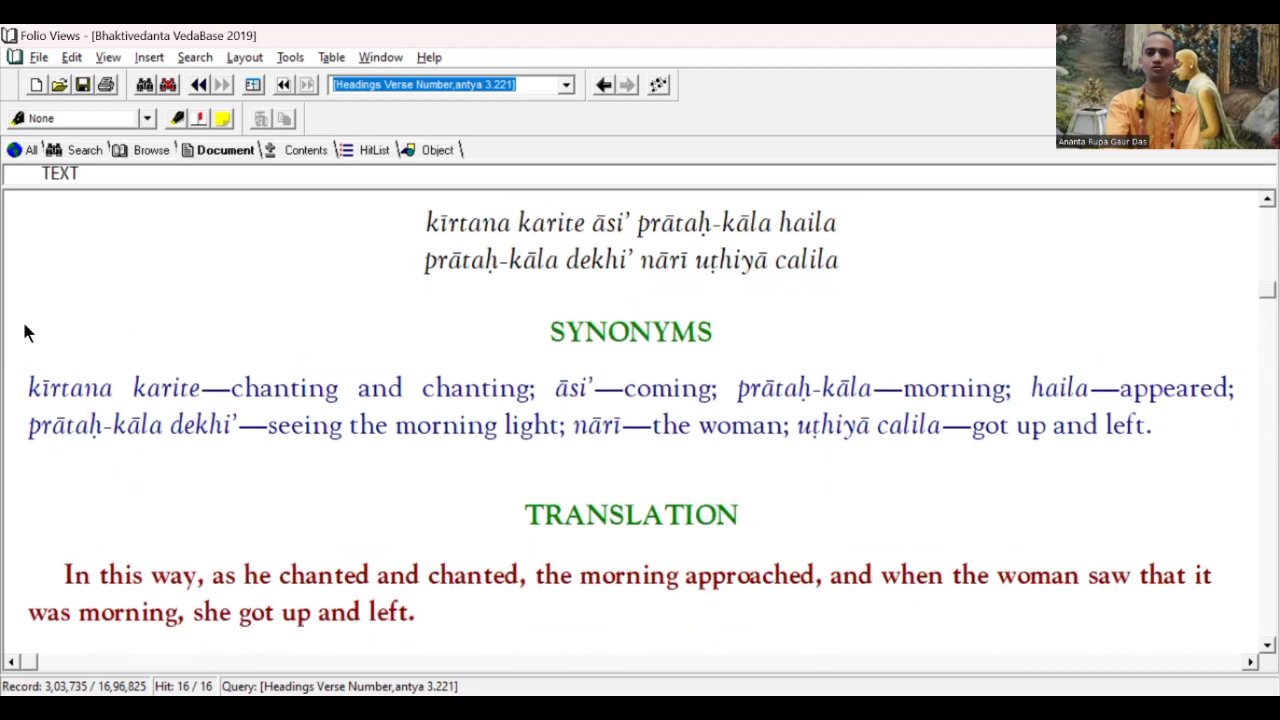 Folio Views - [Bhaktivedanta VedaBase 2019]
File Edit View Insert Search Layout Tools Table Window Help
[Headings Verse Number,antya 3.221]
None
All Search Browse Document Contents HitList Object
Ananta Rupa Gaur Das
TEXT
kīrtana karite āsi’ prātaḥ-kāla haila
prātaḥ-kāla dekhi’ nārī uṭhiyā calila
SYNONYMS
kīrtana karite—chanting and chanting; āsi’—coming; prātaḥ-kāla—morning; haila—appeared;
prātaḥ-kāla dekhi’—seeing the morning light; nārī—the woman; uṭhiyā calila—got up and left.
TRANSLATION
In this way, as he chanted and chanted, the morning approached, and when the woman saw that it
was morning, she got up and left.
Record: 3,03,735 / 16,96,825 Hit: 16 / 16 Query: [Headings Verse Number,antya 3.221]